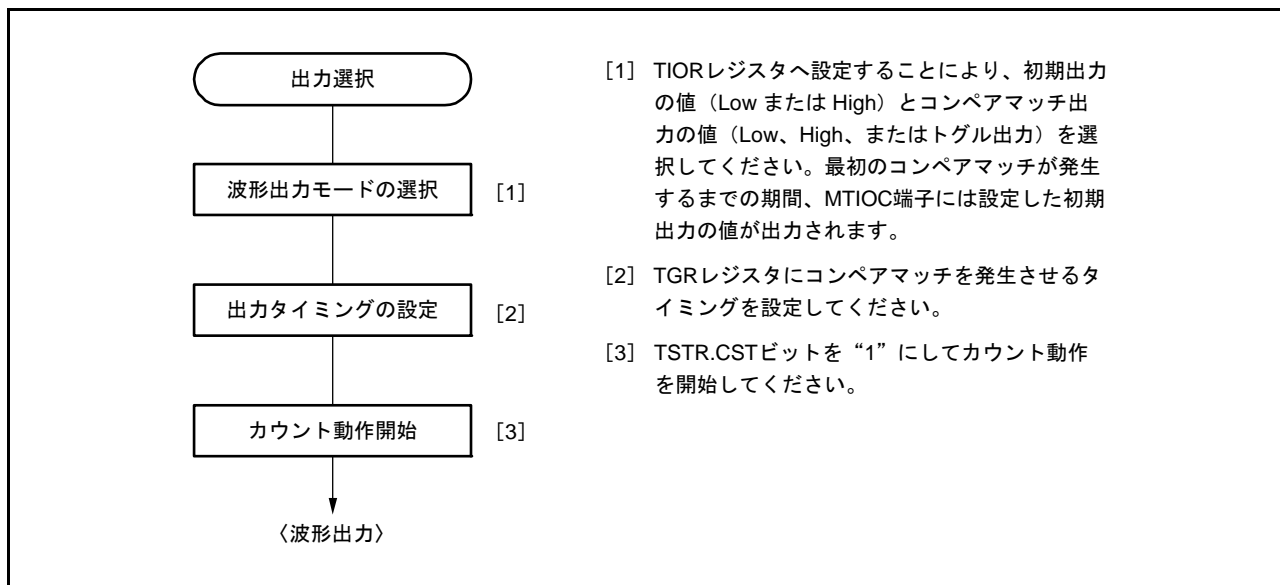 出力選択
波形出力モードの選択 [1]
出力タイミングの設定 [2]
カウント動作開始 [3]
〈波形出力〉
[1] TIORレジスタへ設定することにより、初期出力
の値（Low または High）とコンペアマッチ出
力の値（Low、High、またはトグル出力）を選
択してください。最初のコンペアマッチが発生
するまでの期間、MTIOC端子には設定した初期
出力の値が出力されます。
[2] TGRレジスタにコンペアマッチを発生させるタ
イミングを設定してください。
[3] TSTR.CSTビットを“1”にしてカウント動作
を開始してください。